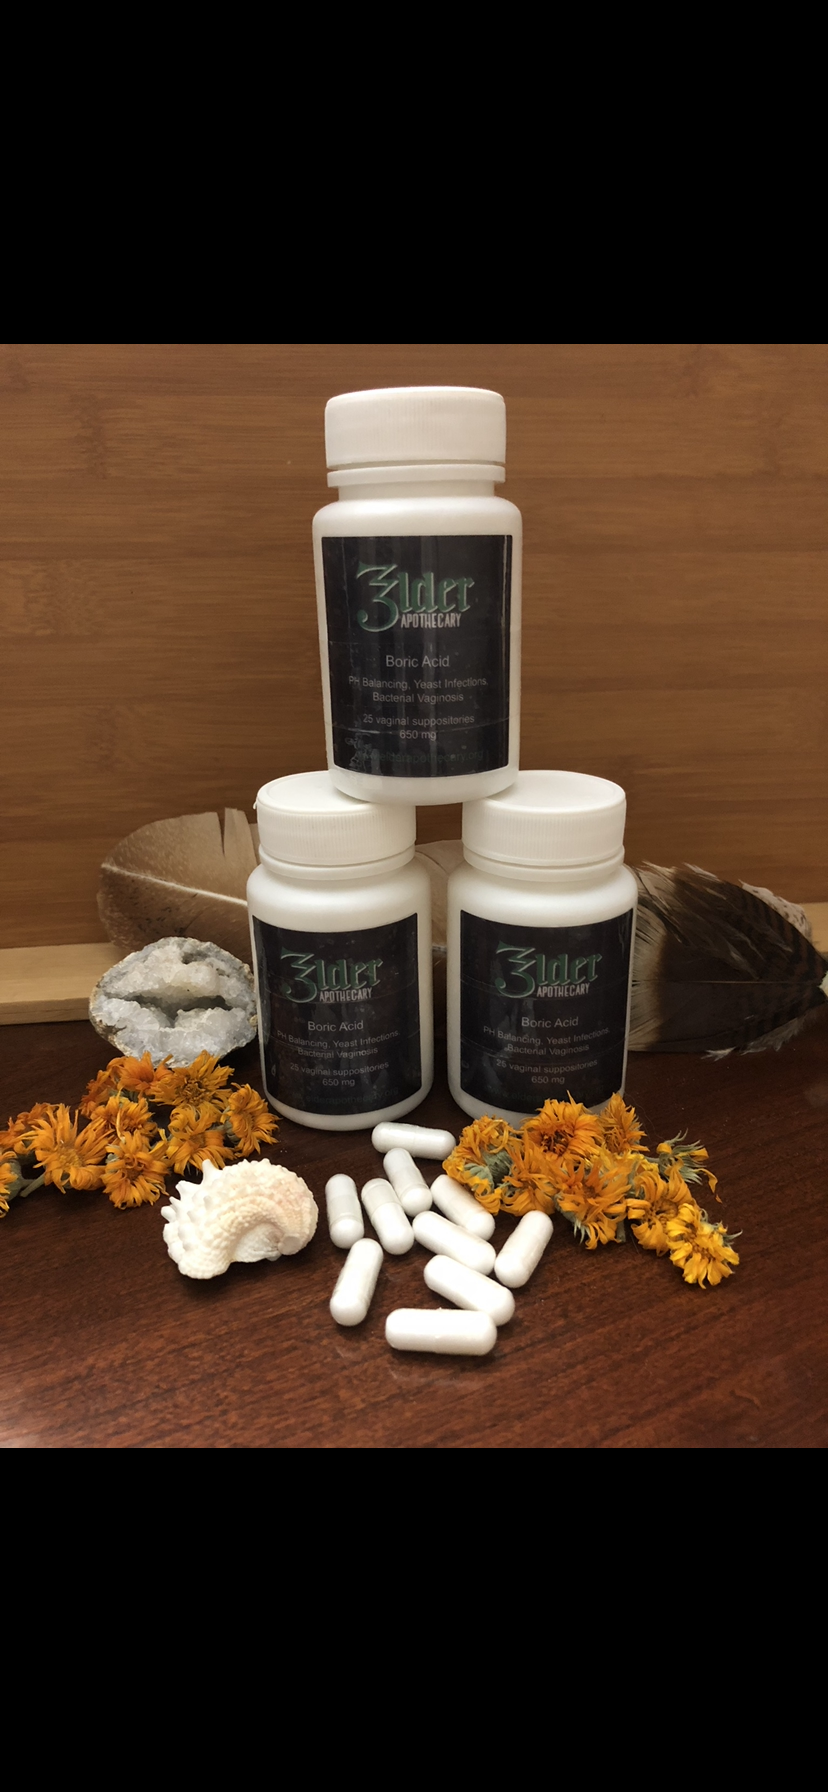 3lder
APOTHECARY
Boric Acid
PH Balancing, Yeast Infections,
Bacterial Vaginosis
25 vaginal suppositories
650 mg
3lder
APOTHECARY
Boric Acid
PH Balancing, Yeast Infections,
Bacterial Vaginosis
25 vaginal suppositories
650 mg
3lder
APOTHECARY
Boric Acid
PH Balancing, Yeast Infections,
Bacterial Vaginosis
25 vaginal suppositories
650 mg